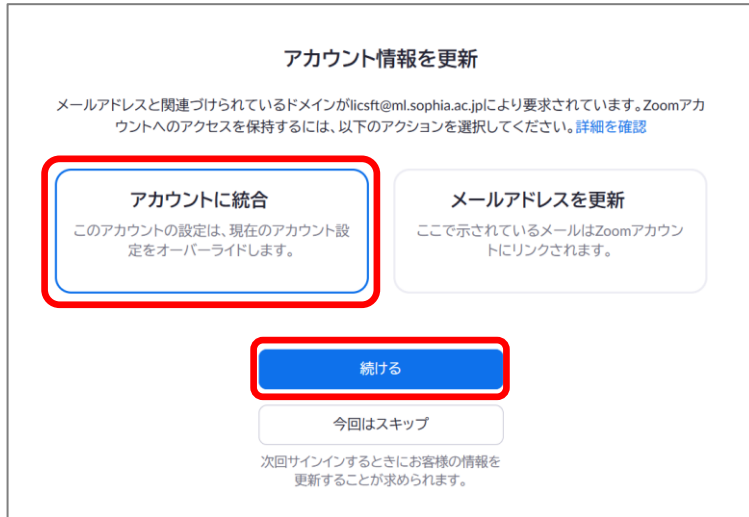 アカウント情報を更新
メールアドレスと関連づけられているドメインがlicsft@ml.sophia.ac.jpにより要求されています。Zoomアカ
ウントへのアクセスを保持するには、以下のアクションを選択してください。詳細を確認
アカウントに統合
このアカウントの設定は、現在のアカウント設
定をオーバーライドします。
メールアドレスを更新
ここで示されているメールはZoomアカウン
トにリンクされます。
続ける
今回はスキップ
次回サインインするときにお客様の情報を
更新することが求められます。